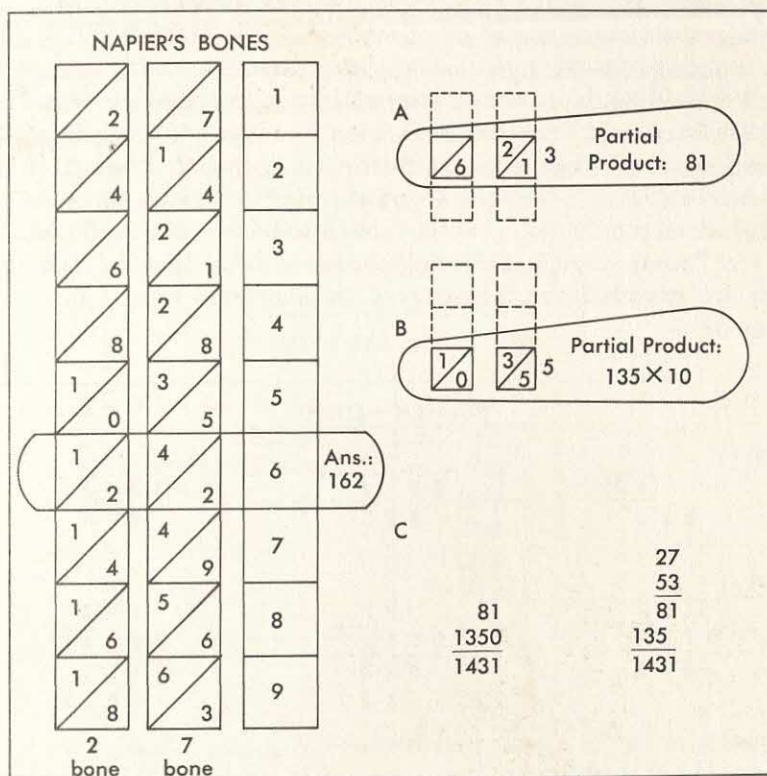 NAPIER'S BONES
2 7 1
1
4 4 2
2
6 1 3
2
8 8 4
1 3
0 5 5
1 4
2 2 6
Ans.:
162
1 4
4 9 7
1 5
6 6 8
1 6
8 3 9
2 7
bone bone
A
6 2 1 3
Partial
Product: 81
B
1 0 3 5 5
Partial Product:
135 × 10
C
81
1350
1431
27
53
81
135
1431